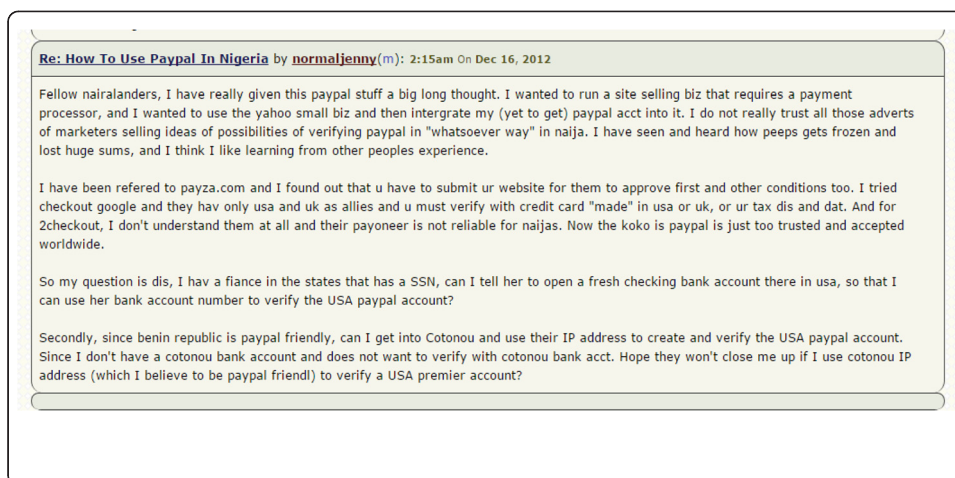 Re: How To Use Paypal In Nigeria by normaljenny(m): 2:15am On Dec 16, 2012
Fellow nairalanders, I have really given this paypal stuff a big long thought. I wanted to run a site selling biz that requires a payment
processor, and I wanted to use the yahoo small biz and then intergrate my (yet to get) paypal acct into it. I do not really trust all those adverts
of marketers selling ideas of possibilities of verifying paypal in "whatsoever way" in naija. I have seen and heard how peeps gets frozen and
lost huge sums, and I think I like learning from other peoples experience.
I have been refered to payza.com and I found out that u have to submit ur website for them to approve first and other conditions too. I tried
checkout google and they hav only usa and uk as allies and u must verify with credit card "made" in usa or uk, or ur tax dis and dat. And for
2checkout, I don't understand them at all and their payoneer is not reliable for naijas. Now the koko is paypal is just too trusted and accepted
worldwide.
So my question is dis, I hav a fiance in the states that has a SSN, can I tell her to open a fresh checking bank account there in usa, so that I
can use her bank account number to verify the USA paypal account?
Secondly, since benin republic is paypal friendly, can I get into Cotonou and use their IP address to create and verify the USA paypal account.
Since I don't have a cotonou bank account and does not want to verify with cotonou bank acct. Hope they won't close me up if I use cotonou IP
address (which I believe to be paypal friendl) to verify a USA premier account?